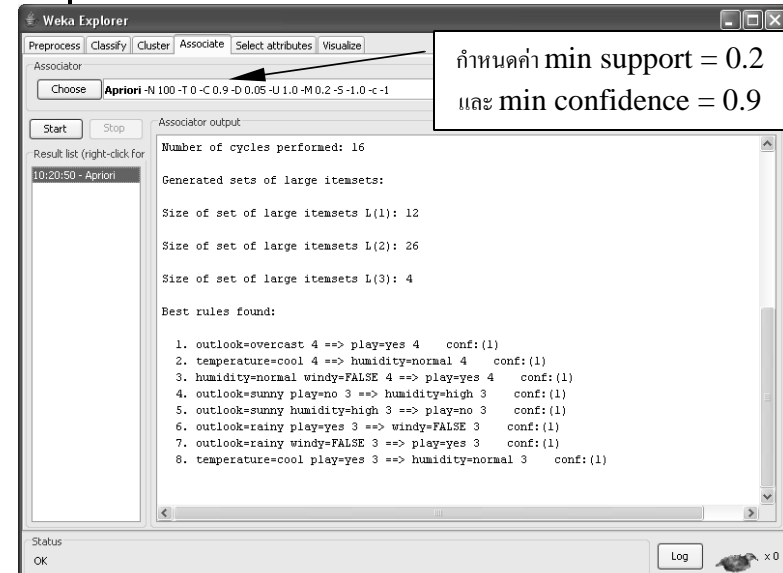 Weka Explorer
Preprocess Classify Cluster Associate Select attributes Visualize
Associator
Choose Apriori -N 100 -T 0 -C 0.9 -D 0.05 -U 1.0 -M 0.2 -S -1.0 -c -1
กำหนดค่า min support = 0.2
และ min confidence = 0.9
Start Stop
Result list (right-click for
10:20:50 - Apriori
Associator output
Number of cycles performed: 16
Generated sets of large itemsets:
Size of set of large itemsets L(1): 12
Size of set of large itemsets L(2): 26
Size of set of large itemsets L(3): 4
Best rules found:
1. outlook=overcast 4 ==> play=yes 4 conf:(1)
2. temperature=cool 4 ==> humidity=normal 4 conf:(1)
3. humidity=normal windy=FALSE 4 ==> play=yes 4 conf:(1)
4. outlook=sunny play=no 3 ==> humidity=high 3 conf:(1)
5. outlook=sunny humidity=high 3 ==> play=no 3 conf:(1)
6. outlook=rainy play=yes 3 ==> windy=FALSE 3 conf:(1)
7. outlook=rainy windy=FALSE 3 ==> play=yes 3 conf:(1)
8. temperature=cool play=yes 3 ==> humidity=normal 3 conf:(1)
Status
OK
Log
x 0